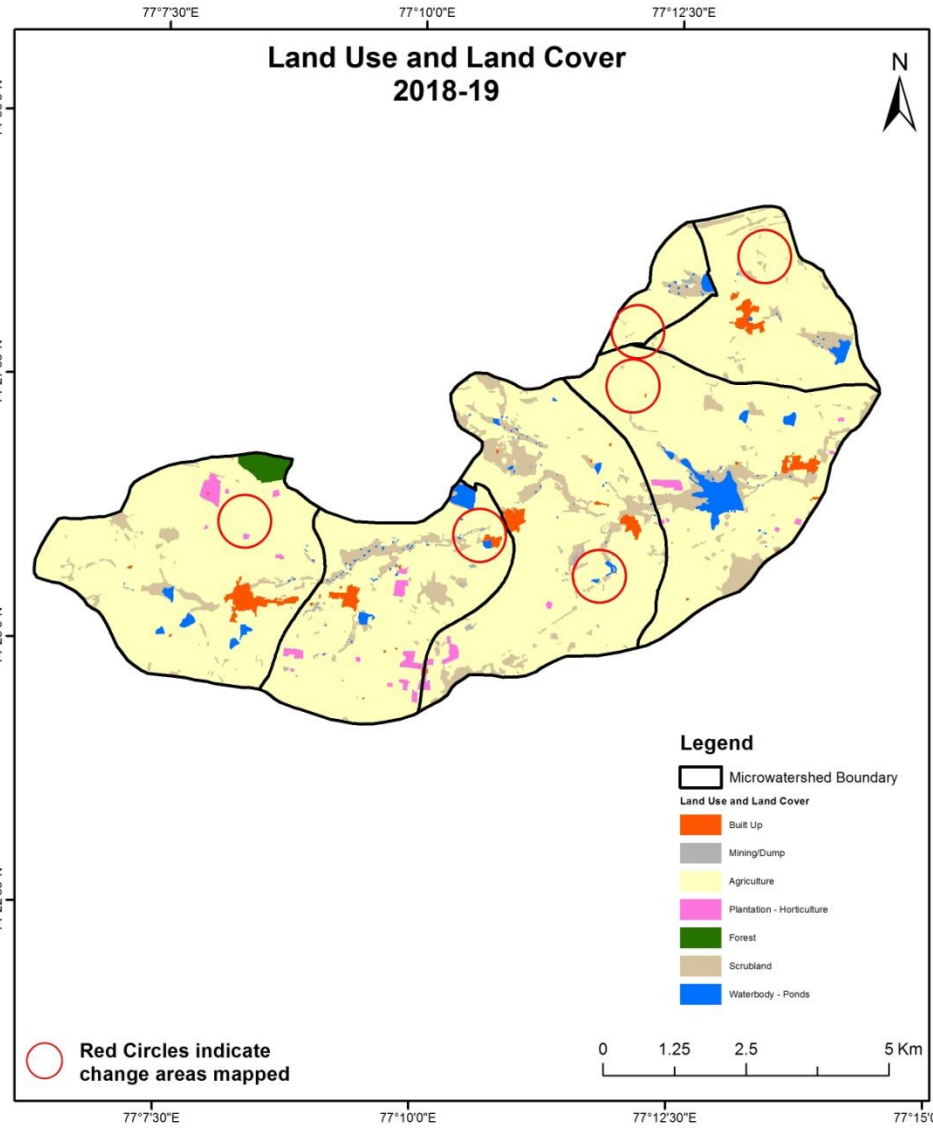 77°7'30"E 77°10'0"E 77°12'30"E
Land Use and Land Cover
2018-19
N
Legend
Microwatershed Boundary
Land Use and Land Cover
Built Up
Mining/Dump
Agriculture
Plantation - Horticulture
Forest
Scrubland
Waterbody - Ponds
Red Circles indicate
change areas mapped
0 1.25 2.5 5 Km
77°7'30"E 77°10'0"E 77°12'30"E